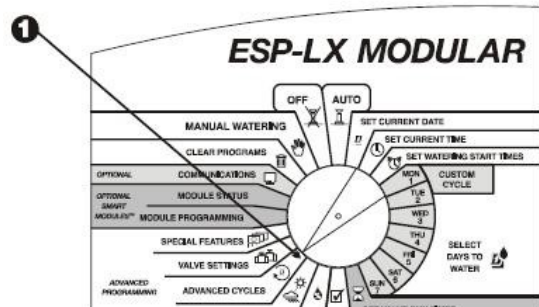 1
ESP-LX MODULAR
OFF AUTO
MANUAL WATERING
CLEAR PROGRAMS
OPTIONAL COMMUNICATIONS
OPTIONAL
SMART
MODULES™
MODULE STATUS
MODULE PROGRAMMING
SPECIAL FEATURES
VALVE SETTINGS
ADVANCED
PROGRAMMING
ADVANCED CYCLES
SET CURRENT DATE
SET CURRENT TIME
SET WATERING START TIMES
CUSTOM
CYCLE
MON
1
TUE
2
WED
3
THU
4
FRI
5
SAT
6
SUN
7
SELECT
DAYS TO
WATER